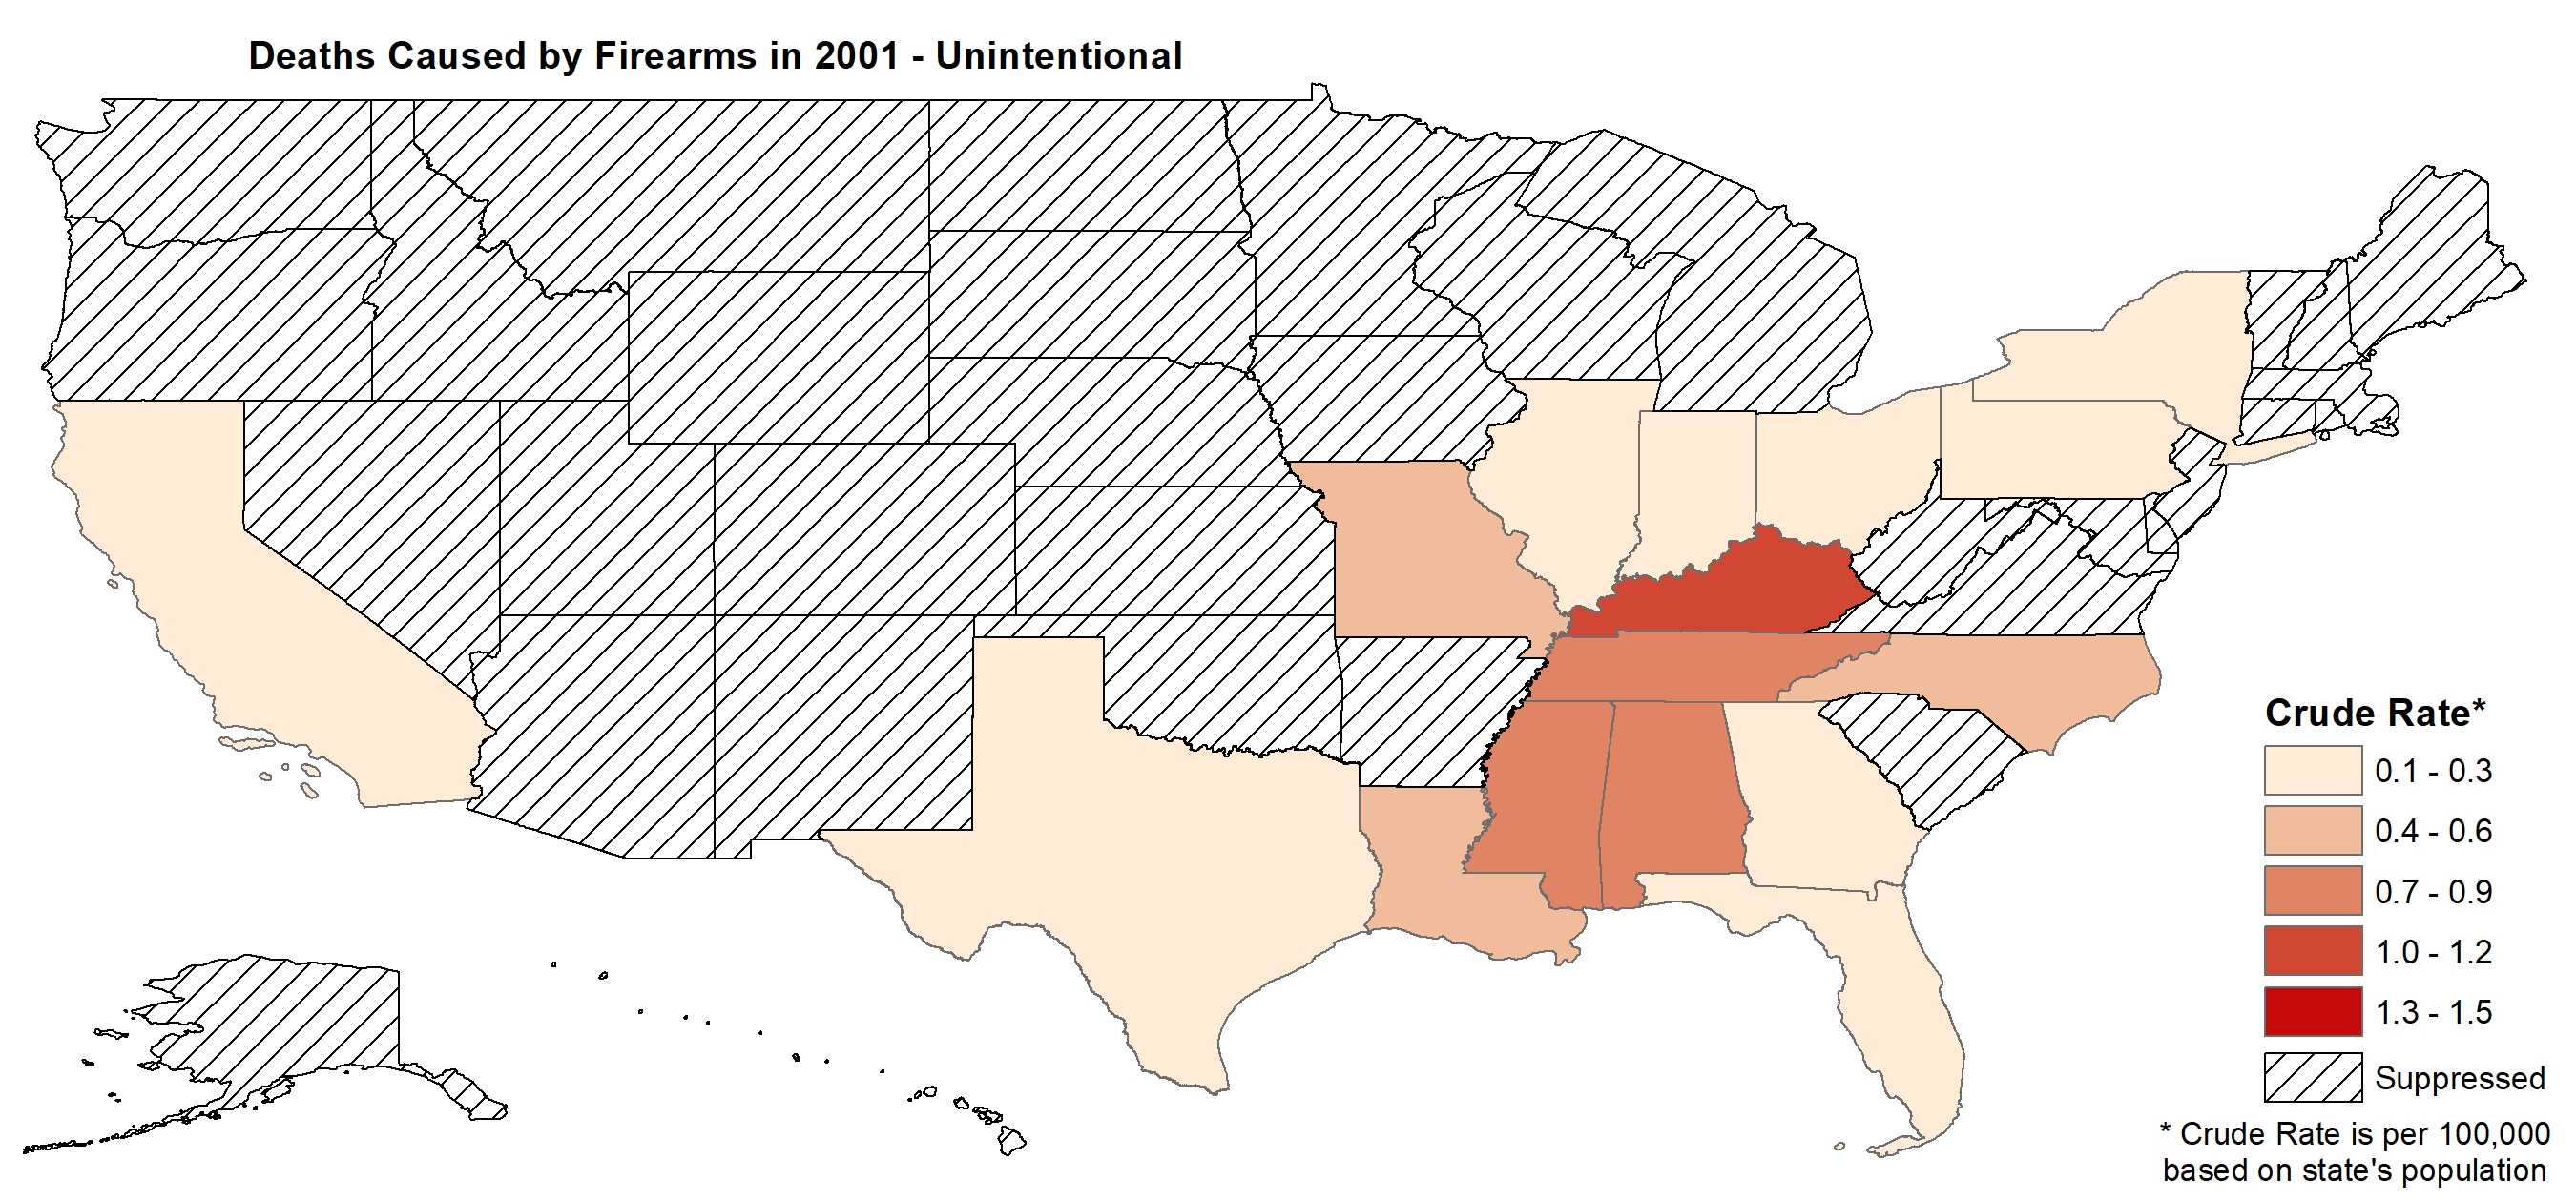 Deaths Caused by Firearms in 2001 - Unintentional
Crude Rate*
0.1 - 0.3
0.4 - 0.6
0.7 - 0.9
1.0 - 1.2
1.3 - 1.5
Suppressed
* Crude Rate is per 100,000
based on state's population